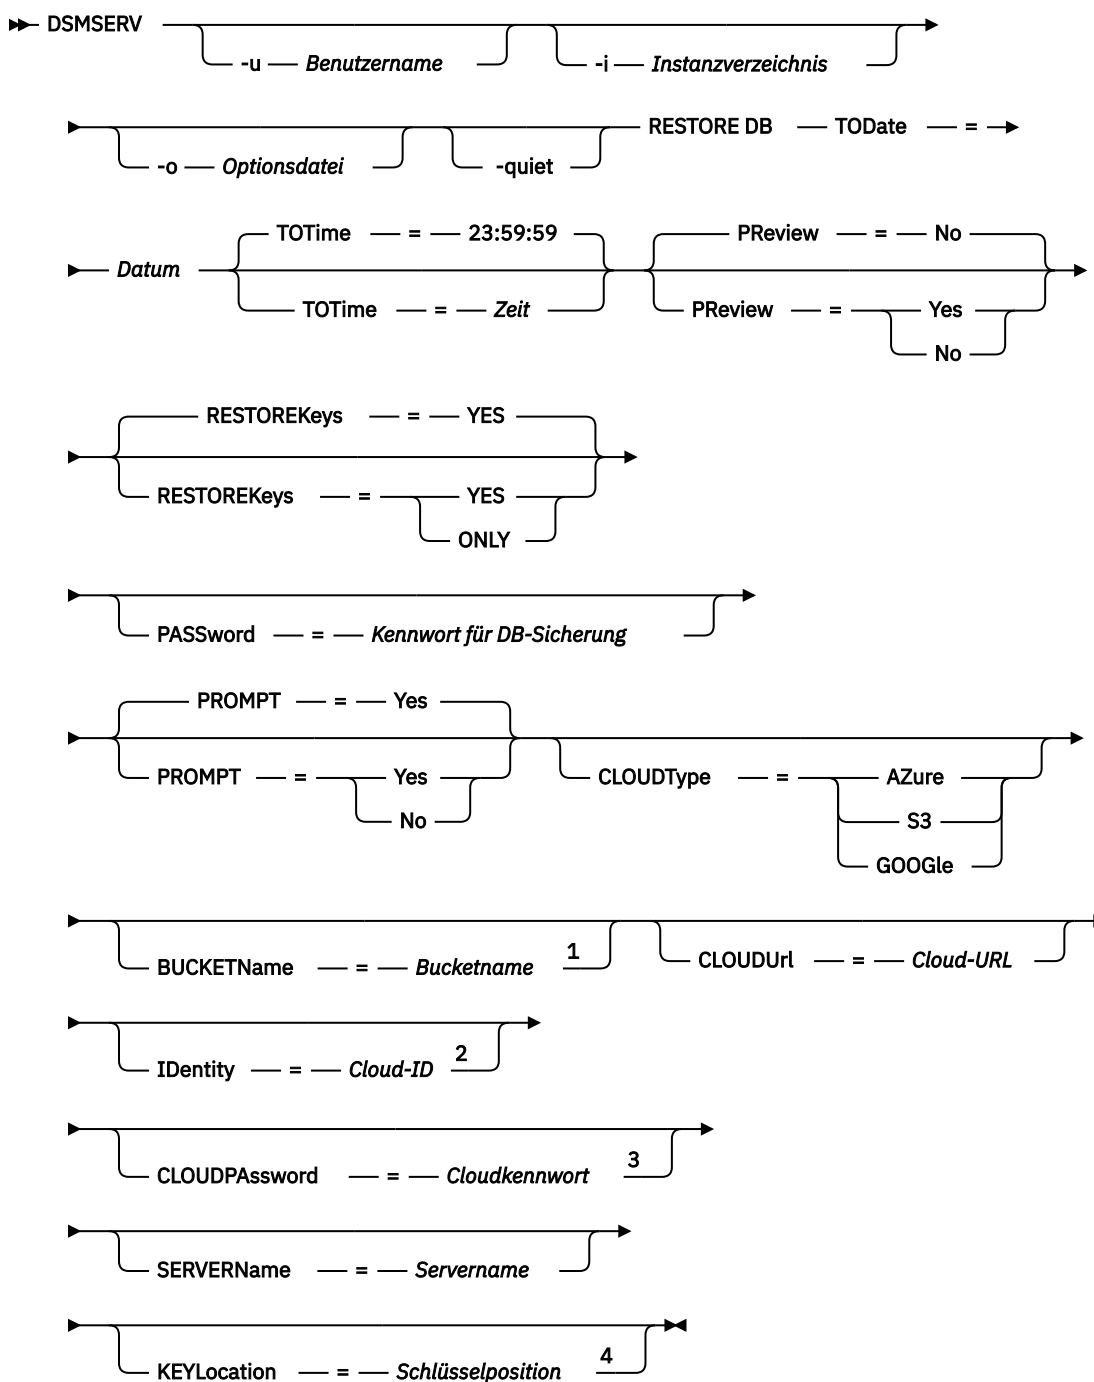 DSMSERV
-u Benutzername -i Instanzverzeichnis
RESTORE DB TODate =
-o Optionsdatei -quiet
TOTime = 23:59:59 PReview = No
Datum
TOTime = Zeit PReview = Yes
No
RESTOREKeys = YES
RESTOREKeys = YES
ONLY
PASSword = Kennwort für DB-Sicherung
PROMPT = Yes
PROMPT = Yes CLOUDType = AZure
No S3
GOOGle
BUCKETName = Bucketname 1 CLOUDUrl = Cloud-URL
IDentity = Cloud-ID 2
CLOUDPAssword = Cloudkennwort 3
SERVERName = Servername
KEYLocation = Schlüsselposition 4